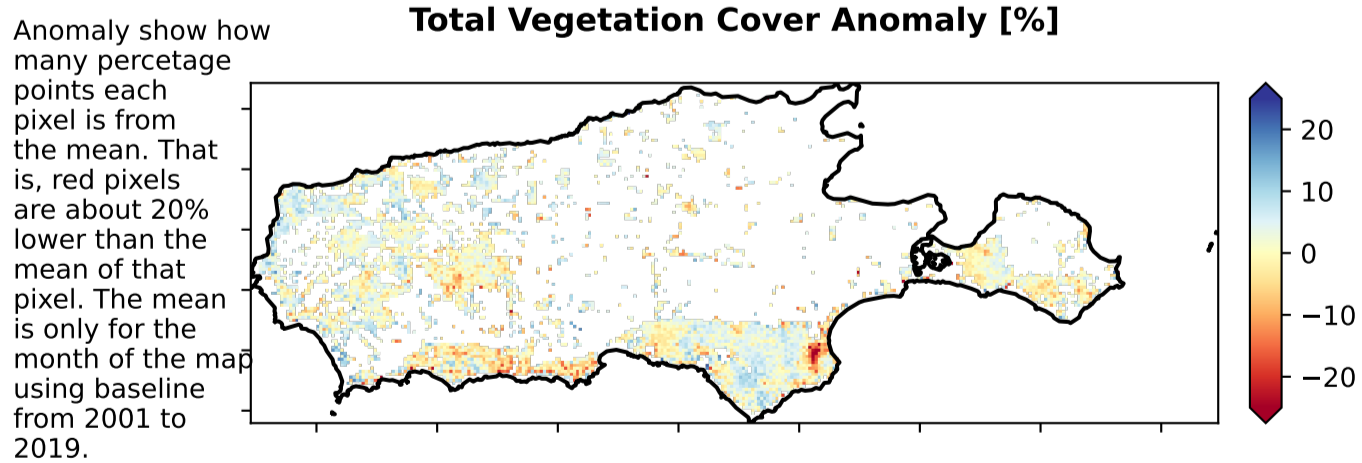 Total Vegetation Cover Anomaly [%]
Anomaly show how
many percetage
points each
pixel is from
the mean. That
is, red pixels
are about 20%
lower than the
mean of that
pixel. The mean
is only for the
month of the map
using baseline
from 2001 to
2019.
20
10
0
−10
−20